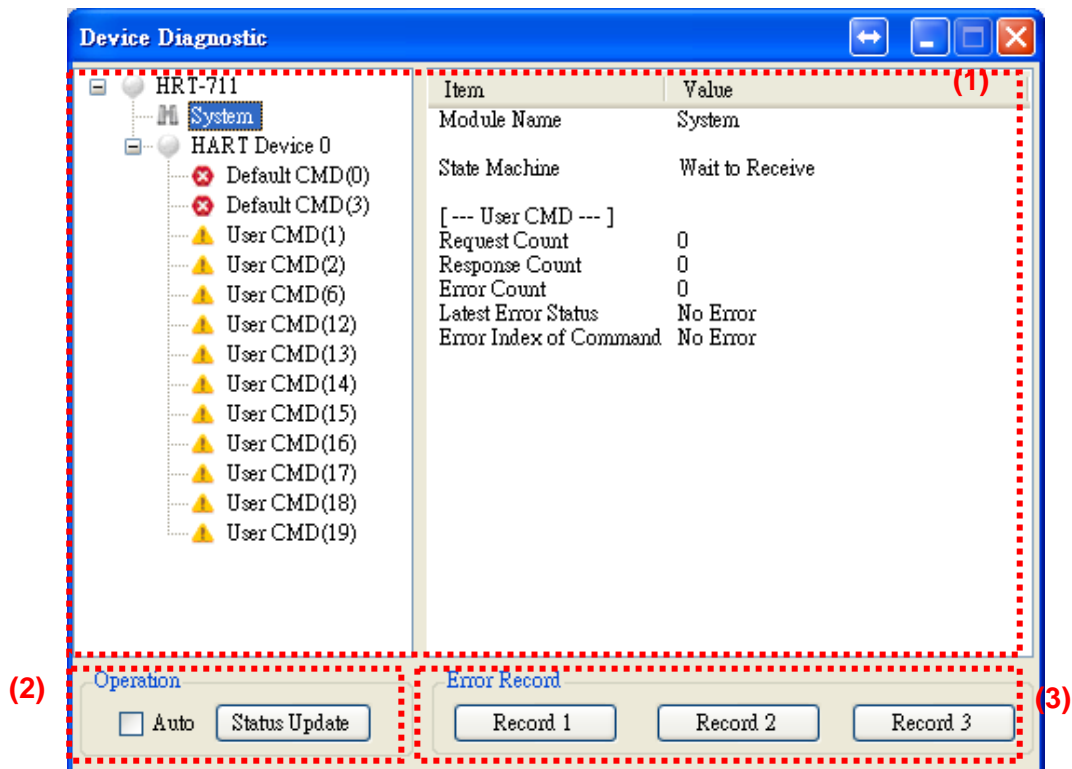 Device Diagnostic
HRT-711
System
HART Device 0
Default CMD(0)
Default CMD(3)
User CMD(1)
User CMD(2)
User CMD(6)
User CMD(12)
User CMD(13)
User CMD(14)
User CMD(15)
User CMD(16)
User CMD(17)
User CMD(18)
User CMD(19)
(1)
Item Value
Module Name System
State Machine Wait to Receive
[ --- User CMD --- ]
Request Count 0
Response Count 0
Error Count 0
Latest Error Status No Error
Error Index of Command No Error
(2)
Operation
Auto Status Update
Error Record
Record 1 Record 2 Record 3
(3)